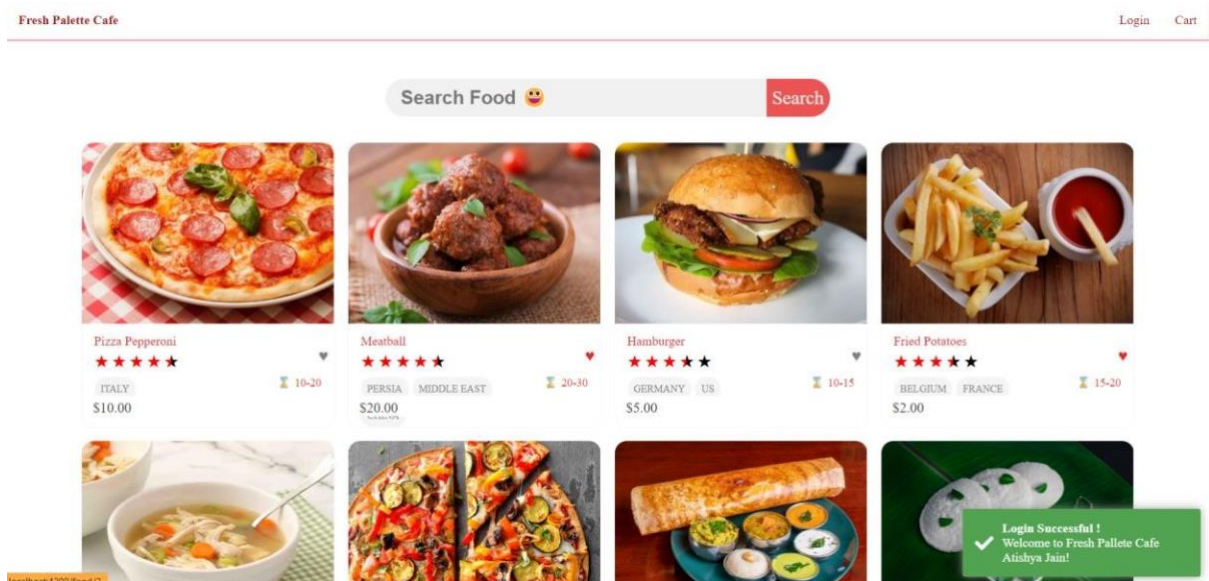 Fresh Palette Cafe
Login Cart
Search Food 😀 Search
Pizza Pepperoni Meatball Hamburger Fried Potatoes
ITALY PERSIA MIDDLE EAST GERMANY US BELGIUM FRANCE
10-20 20-30 10-15 15-20
$10.00 $20.00 $5.00 $2.00
Login Successful !
Welcome to Fresh Pallete Cafe
Atishya Jain!